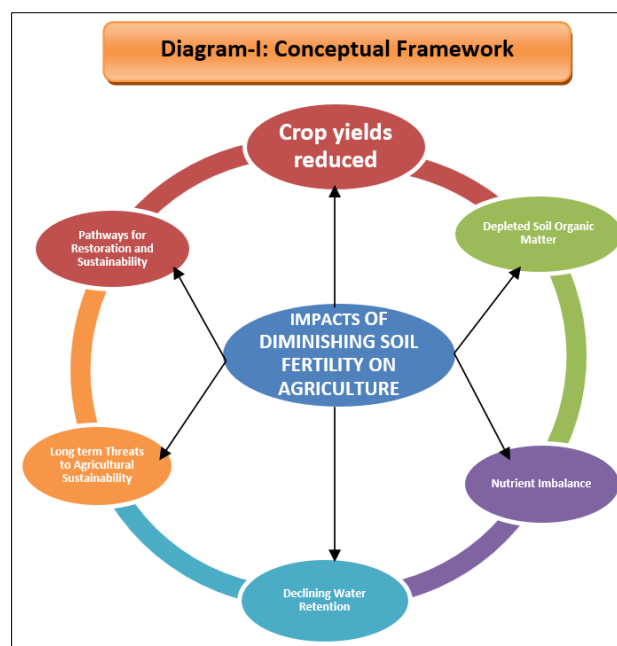 Diagram-I: Conceptual Framework
Crop yields
reduced
Depleted Soil Organic
Matter
Pathways for
Restoration and
Sustainability
IMPACTS OF
DIMINISHING SOIL
FERTILITY ON
AGRICULTURE
Long term Threats
to Agricultural
Sustainability
Nutrient Imbalance
Declining Water
Retention